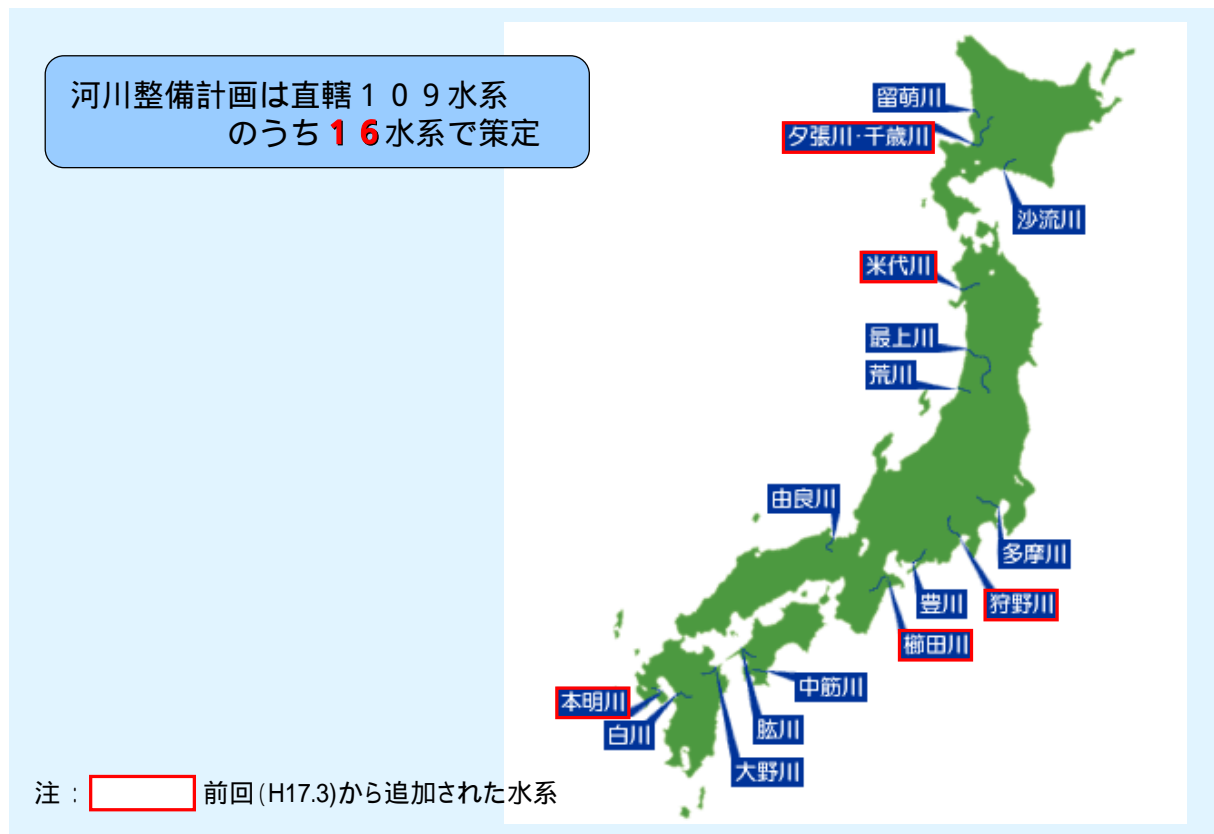 河川整備計画は直轄１０９水系
のうち１６水系で策定
留萌川
夕張川・千歳川
沙流川
米代川
最上川
荒川
由良川
多摩川
豊川
狩野川
櫛田川
中筋川
本明川
白川
肱川
大野川
注： 前回(H17.3)から追加された水系